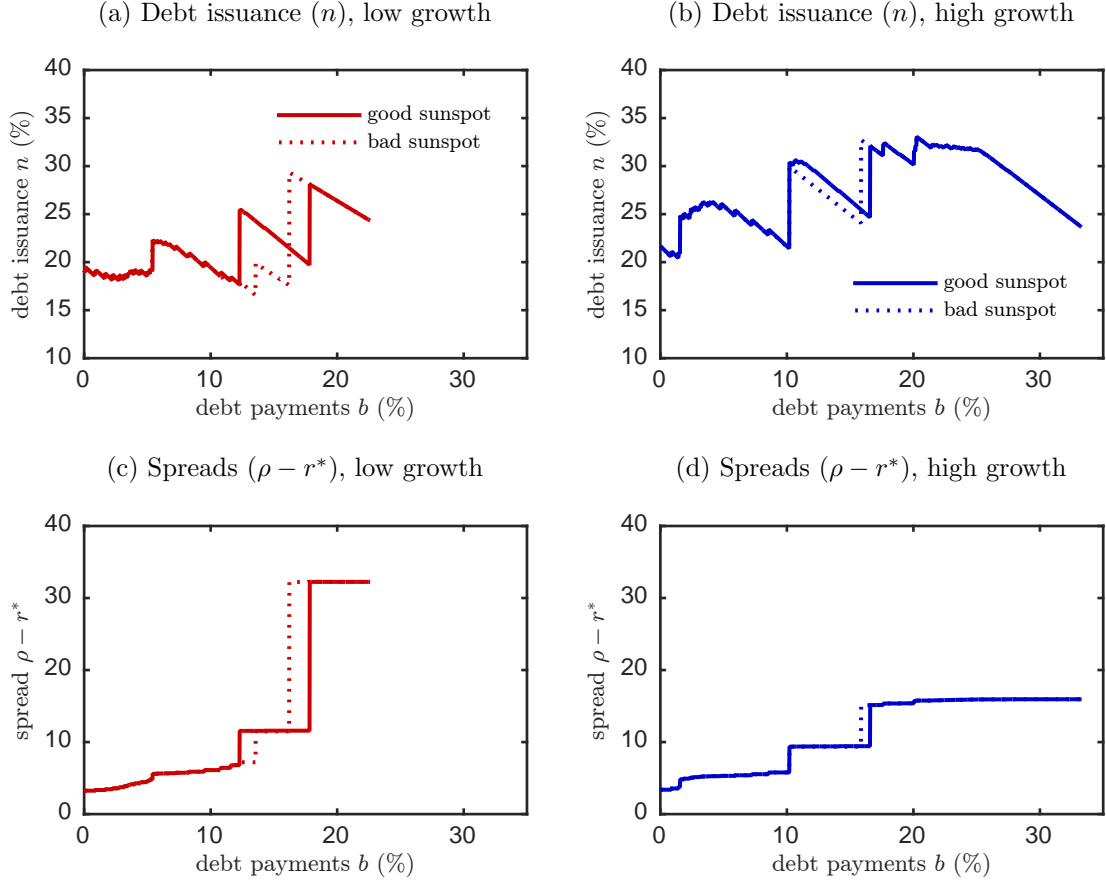 (a) Debt issuance (n), low growth
debt issuance n (%)
40
35
30
25
20
15
10
good sunspot
bad sunspot
0
10
20
30
debt payments b (%)
(b) Debt issuance (n), high growth
debt issuance n (%)
40
35
30
25
20
15
10
good sunspot
bad sunspot
0
10
20
30
debt payments b (%)
(c) Spreads (ρ − r*), low growth
spread ρ − r*
40
30
20
10
0
0
10
20
30
debt payments b (%)
(d) Spreads (ρ − r*), high growth
spread ρ − r*
40
30
20
10
0
0
10
20
30
debt payments b (%)